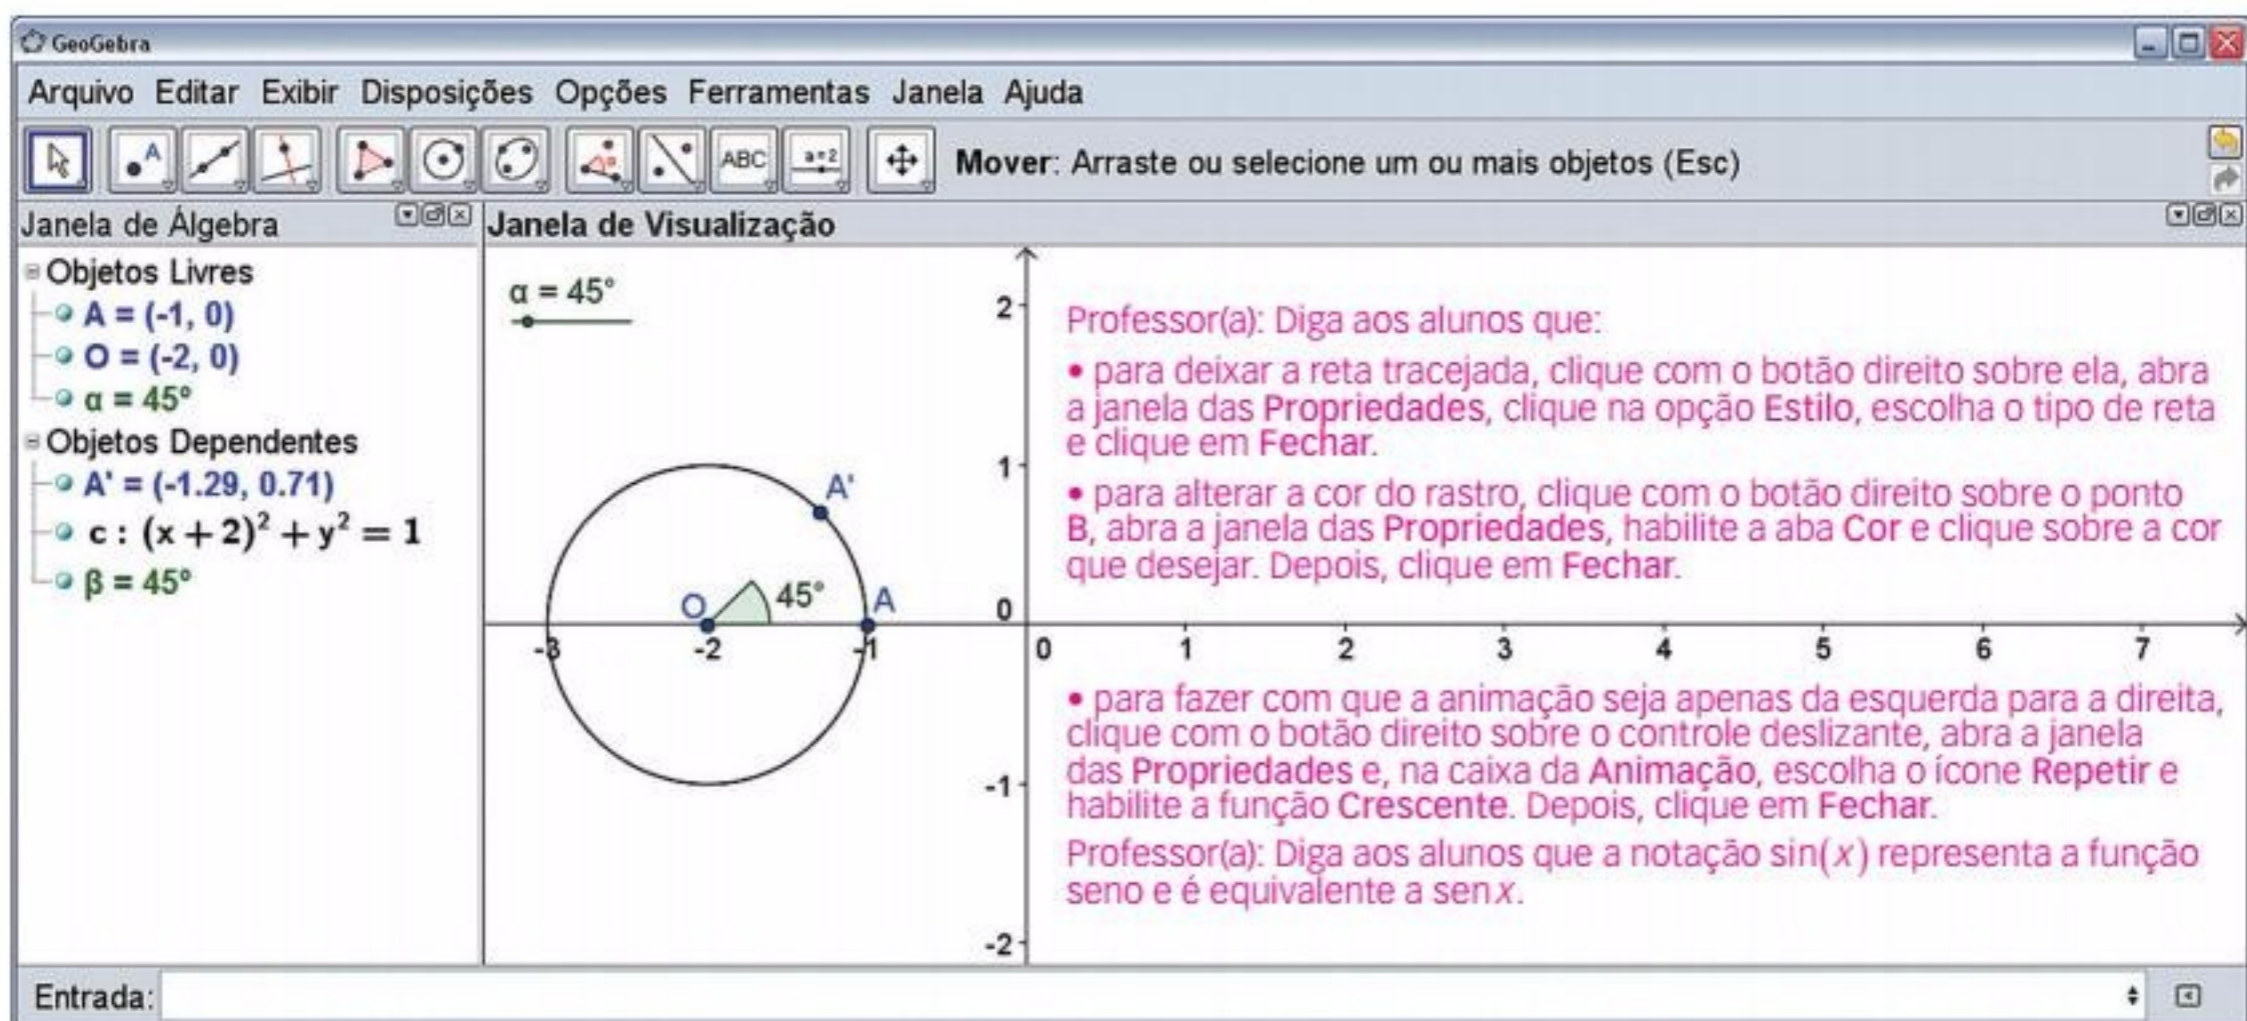 GeoGebra
Arquivo Editar Exibir Disposições Opções Ferramentas Janela Ajuda
A
ABC
a=2
Mover: Arraste ou selecione um ou mais objetos (Esc)
Janela de Álgebra
Janela de Visualização
Objetos Livres
A = (-1, 0)
O = (-2, 0)
α = 45°
Objetos Dependentes
A' = (-1.29, 0.71)
c : (x + 2)² + y² = 1
β = 45°
α = 45°
2
1
0
-1
-2
-3 -2 -1 0 1 2 3 4 5 6 7
O 45° A
A'
Professor(a): Diga aos alunos que:
• para deixar a reta tracejada, clique com o botão direito sobre ela, abra
a janela das Propriedades, clique na opção Estilo, escolha o tipo de reta
e clique em Fechar.
• para alterar a cor do rastro, clique com o botão direito sobre o ponto
B, abra a janela das Propriedades, habilite a aba Cor e clique sobre a cor
que desejar. Depois, clique em Fechar.
• para fazer com que a animação seja apenas da esquerda para a direita,
clique com o botão direito sobre o controle deslizante, abra a janela
das Propriedades e, na caixa da Animação, escolha o ícone Repetir e
habilite a função Crescente. Depois, clique em Fechar.
Professor(a): Diga aos alunos que a notação sin(x) representa a função
seno e é equivalente a sen x.
Entrada: